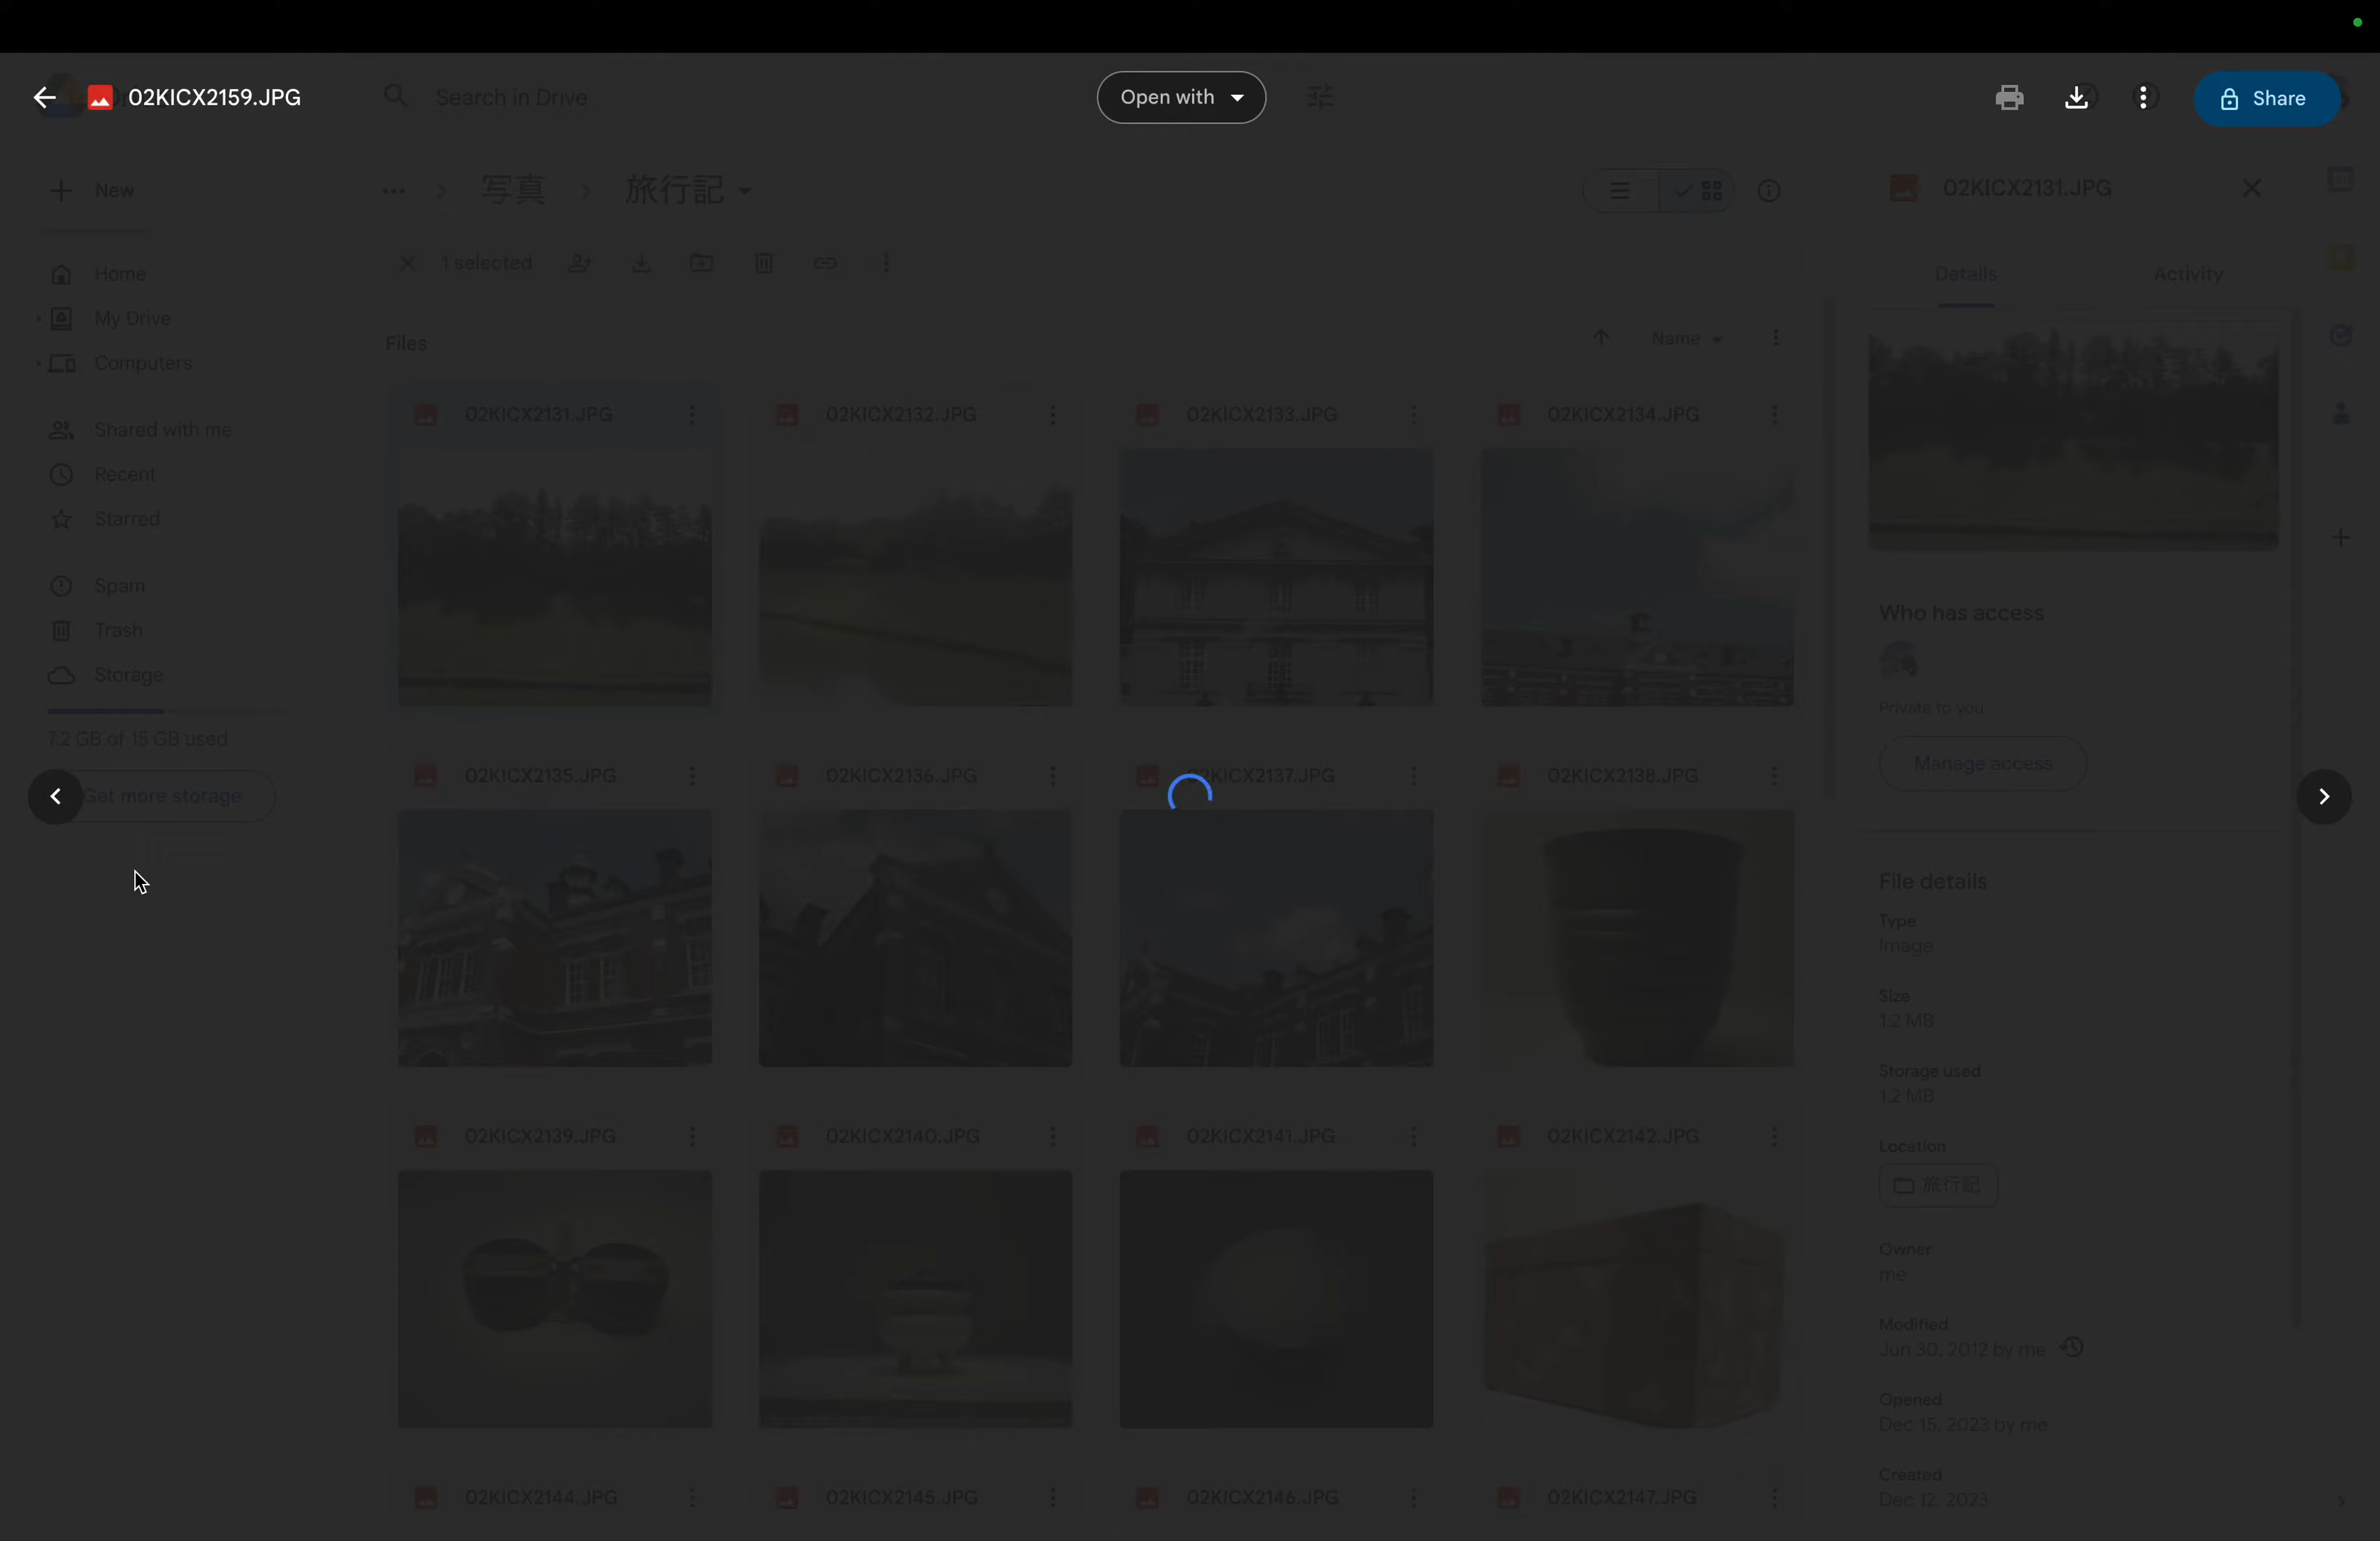 02KICX2159.JPG
Search in Drive
Open with
Share
New
写真
旅行記
02KICX2131.JPG
1 selected
Home
My Drive
Computers
Shared with me
Recent
Starred
Spam
Trash
Storage
7.2 GB of 15 GB used
Get more storage
Files
Name
02KICX2131.JPG
02KICX2132.JPG
02KICX2133.JPG
02KICX2134.JPG
02KICX2135.JPG
02KICX2136.JPG
02KICX2137.JPG
02KICX2138.JPG
02KICX2139.JPG
02KICX2140.JPG
02KICX2141.JPG
02KICX2142.JPG
02KICX2144.JPG
02KICX2145.JPG
02KICX2146.JPG
02KICX2147.JPG
Details
Activity
Who has access
Private to you
Manage access
File details
Type
Image
Size
1.2 MB
Storage used
1.2 MB
Location
旅行記
Owner
me
Modified
Jun 30, 2012 by me
Opened
Dec 15, 2023 by me
Created
Dec 12, 2023